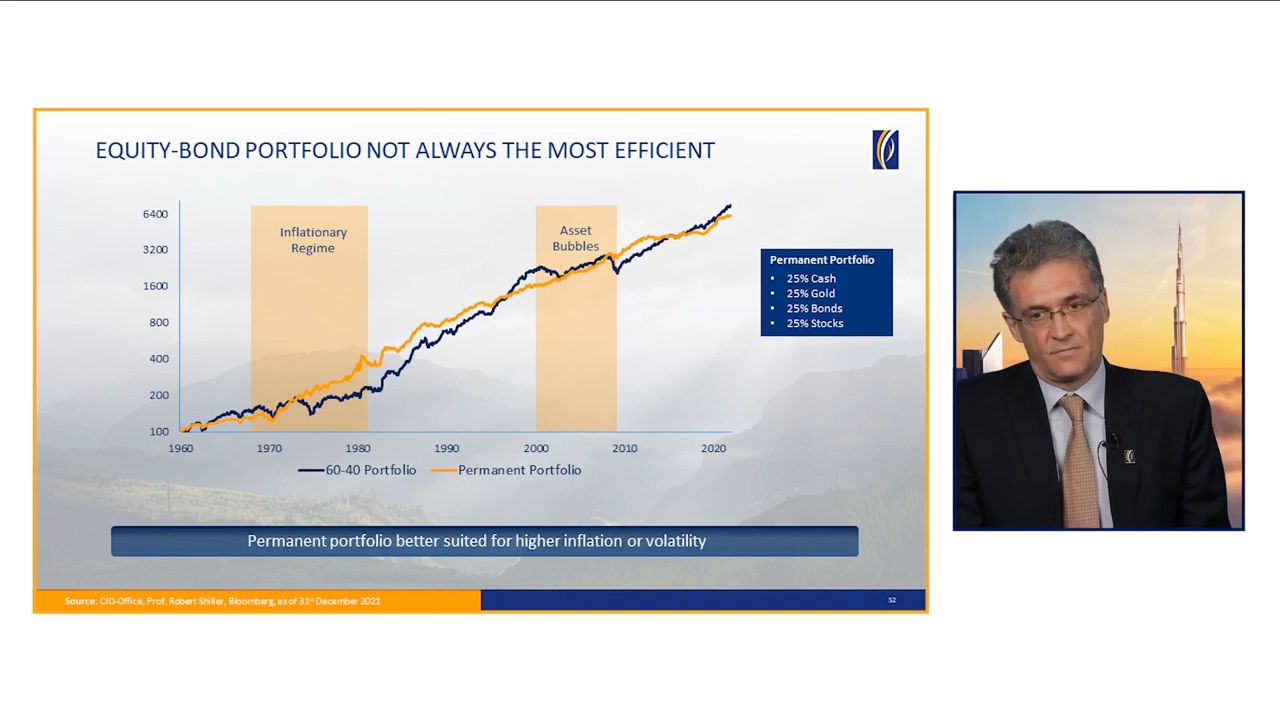 EQUITY-BOND PORTFOLIO NOT ALWAYS THE MOST EFFICIENT
6400
3200
1600
800
400
200
100
Inflationary
Regime
Asset
Bubbles
1960 1970 1980 1990 2000 2010 2020
60-40 Portfolio Permanent Portfolio
Permanent Portfolio
• 25% Cash
• 25% Gold
• 25% Bonds
• 25% Stocks
Permanent portfolio better suited for higher inflation or volatility
Source: CIO-Office, Prof. Robert Shiller, Bloomberg, as of 31st December 2021
52